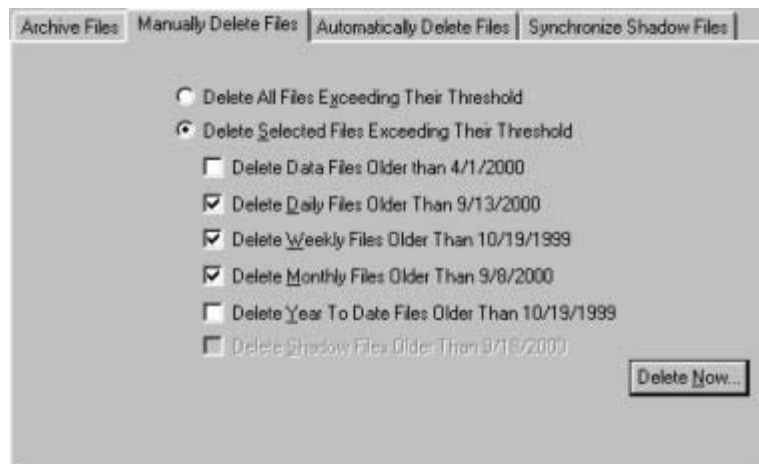 Archive Files Manually Delete Files Automatically Delete Files Synchronize Shadow Files
Delete All Files Exceeding Their Threshold
Delete Selected Files Exceeding Their Threshold
Delete Data Files Older than 4/1/2000
Delete Daily Files Older Than 9/13/2000
Delete Weekly Files Older Than 10/19/1999
Delete Monthly Files Older Than 9/8/2000
Delete Year To Date Files Older Than 10/19/1999
Delete Shadow Files Older Than 9/18/2000
Delete Now...